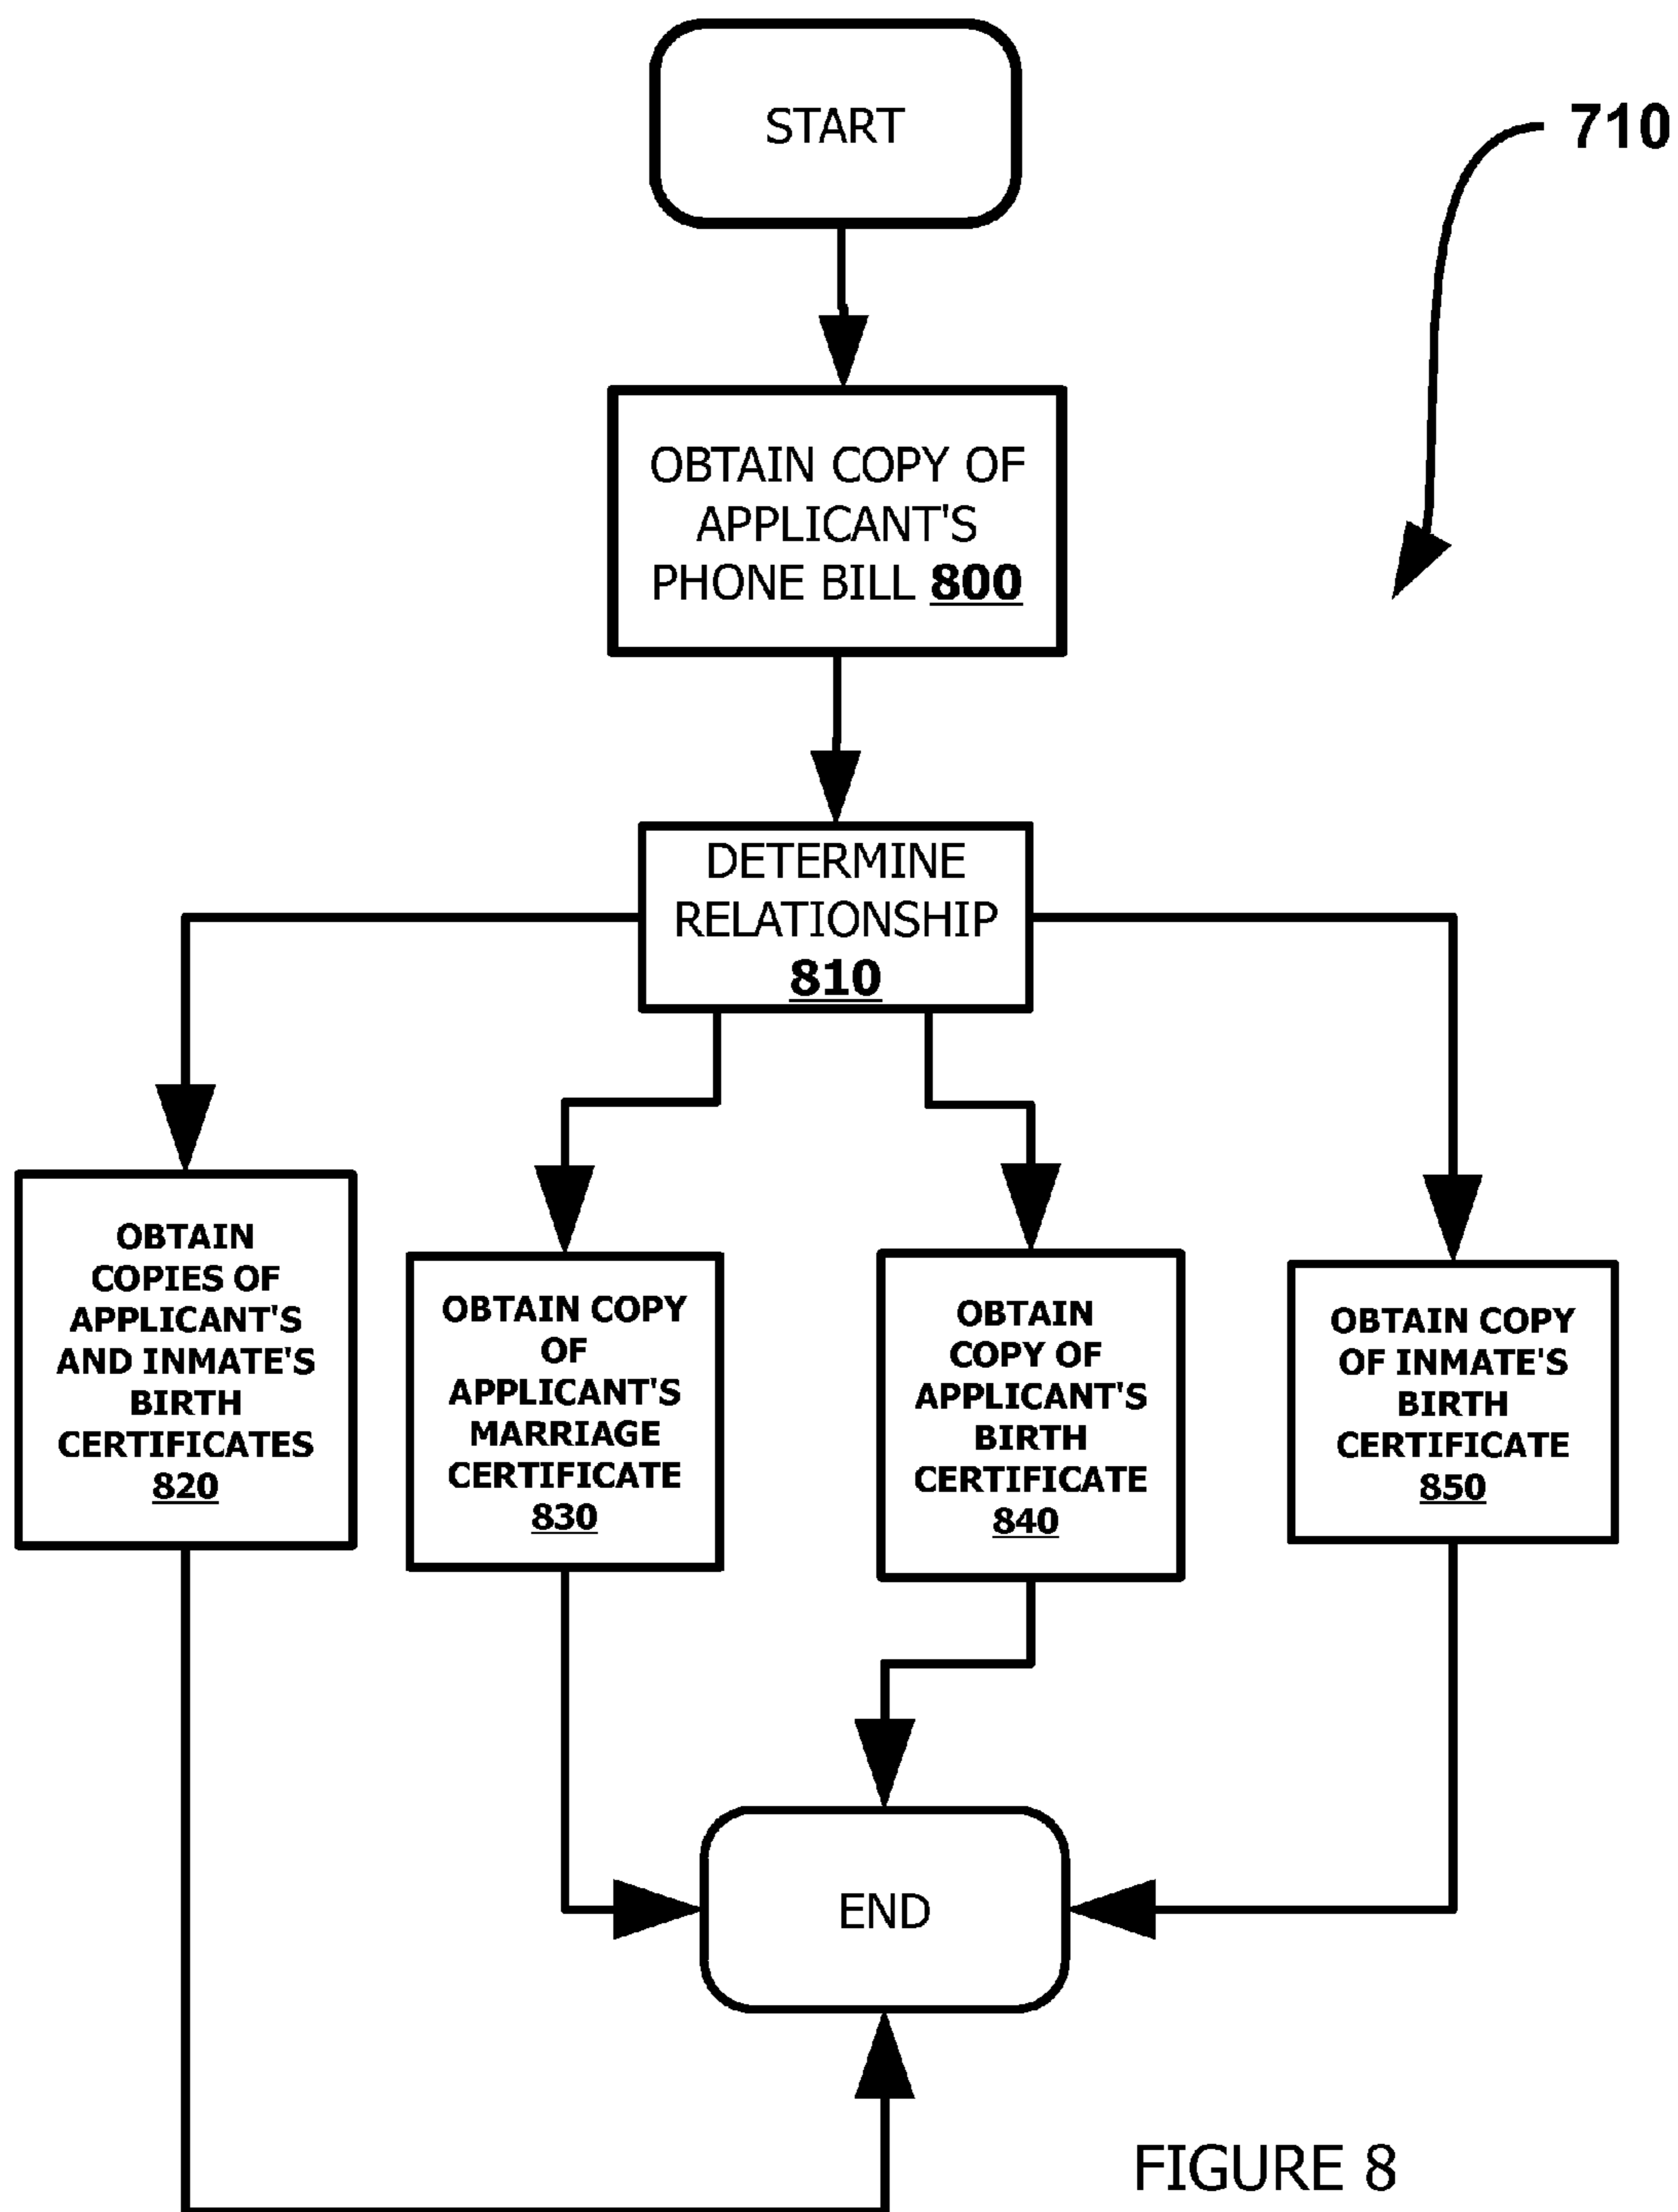 START
710
OBTAIN COPY OF
APPLICANT'S
PHONE BILL 800
DETERMINE
RELATIONSHIP
810
OBTAIN
COPIES OF
APPLICANT'S
AND INMATE'S
BIRTH
CERTIFICATES
820
OBTAIN COPY
OF
APPLICANT'S
MARRIAGE
CERTIFICATE
830
OBTAIN
COPY OF
APPLICANT'S
BIRTH
CERTIFICATE
840
OBTAIN COPY
OF INMATE'S
BIRTH
CERTIFICATE
850
END
FIGURE 8